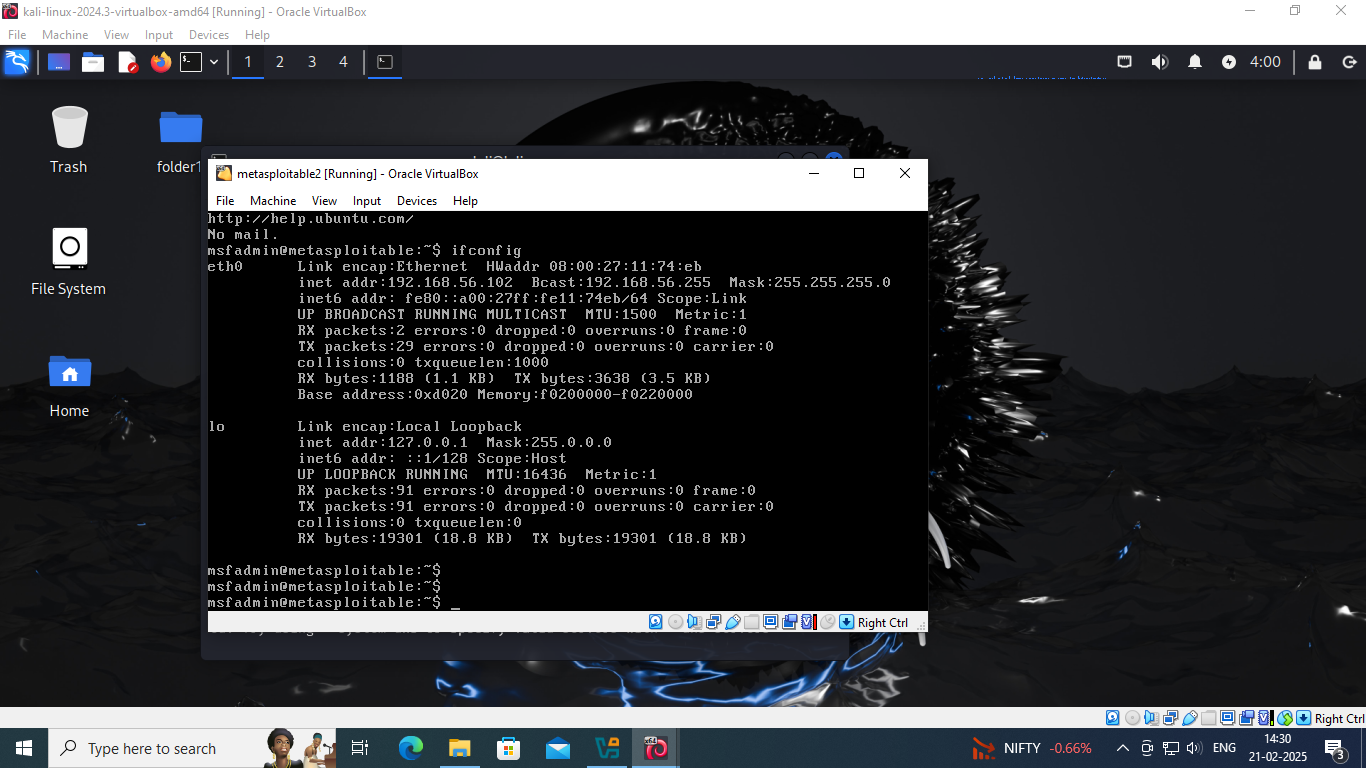 kali-linux-2024.3-virtualbox-amd64 [Running] - Oracle VirtualBox
File Machine View Input Devices Help
1 2 3 4 4:00
Trash
folder1
File System
Home
metasploitable2 [Running] - Oracle VirtualBox
File Machine View Input Devices Help
http://help.ubuntu.com/
No mail.
msfadmin@metasploitable:~$ ifconfig
eth0 Link encap:Ethernet HWaddr 08:00:27:11:74:eb
inet addr:192.168.56.102 Bcast:192.168.56.255 Mask:255.255.255.0
inet6 addr: fe80::a00:27ff:fe11:74eb/64 Scope:Link
UP BROADCAST RUNNING MULTICAST MTU:1500 Metric:1
RX packets:2 errors:0 dropped:0 overruns:0 frame:0
TX packets:29 errors:0 dropped:0 overruns:0 carrier:0
collisions:0 txqueuelen:1000
RX bytes:1188 (1.1 KB) TX bytes:3638 (3.5 KB)
Base address:0xd020 Memory:f0200000-f0220000
lo Link encap:Local Loopback
inet addr:127.0.0.1 Mask:255.0.0.0
inet6 addr: ::1/128 Scope:Host
UP LOOPBACK RUNNING MTU:16436 Metric:1
RX packets:91 errors:0 dropped:0 overruns:0 frame:0
TX packets:91 errors:0 dropped:0 overruns:0 carrier:0
collisions:0 txqueuelen:0
RX bytes:19301 (18.8 KB) TX bytes:19301 (18.8 KB)
msfadmin@metasploitable:~$
msfadmin@metasploitable:~$
msfadmin@metasploitable:~$ _
Right Ctrl
Right Ctrl
Type here to search
NIFTY -0.66%
ENG
14:30
21-02-2025
3